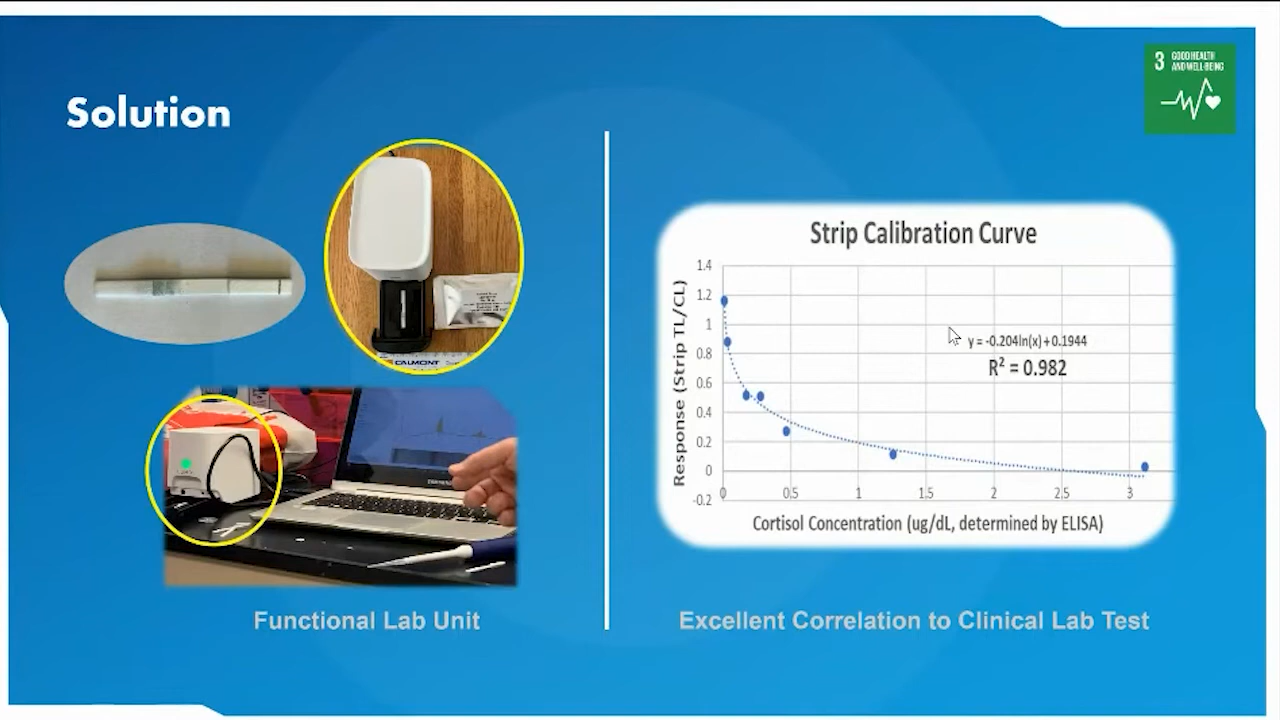 3 GOOD HEALTH
AND WELL-BEING
Solution
CALMONT
Functional Lab Unit
Strip Calibration Curve
Response (Strip TL/CL)
1.4
1.2
1
0.8
0.6
0.4
0.2
0
-0.2
y = -0.204ln(x) + 0.1944
R² = 0.982
0 0.5 1 1.5 2 2.5 3
Cortisol Concentration (ug/dL, determined by ELISA)
Excellent Correlation to Clinical Lab Test